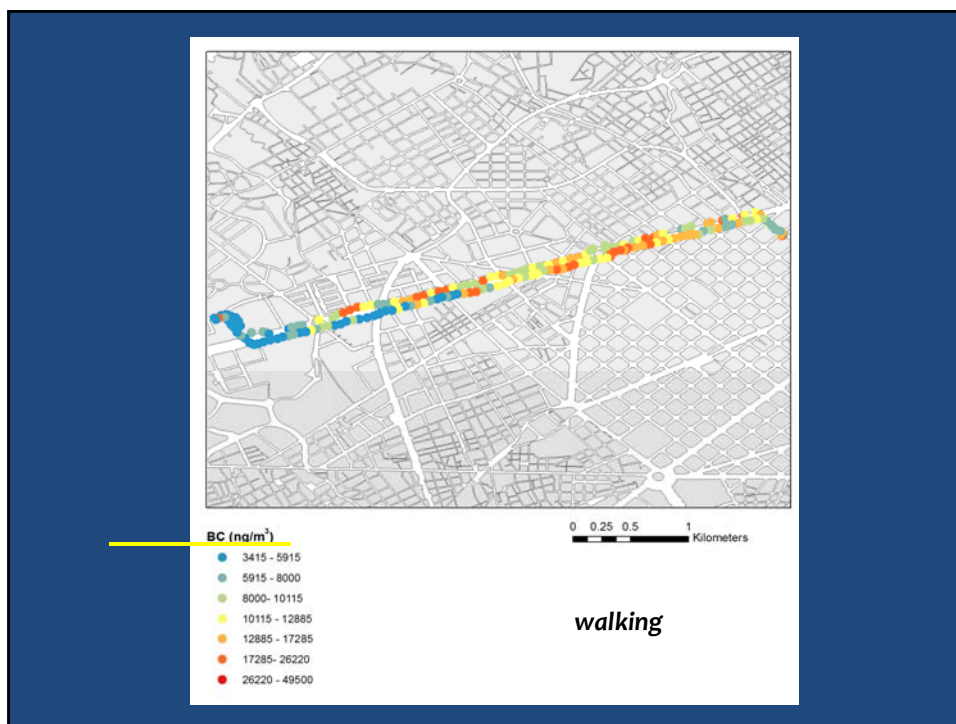 BC (ng/m³)
3415 - 5915
5915 - 8000
8000- 10115
10115 - 12885
12885 - 17285
17285- 26220
26220 - 49500
0 0.25 0.5 1
Kilometers
walking